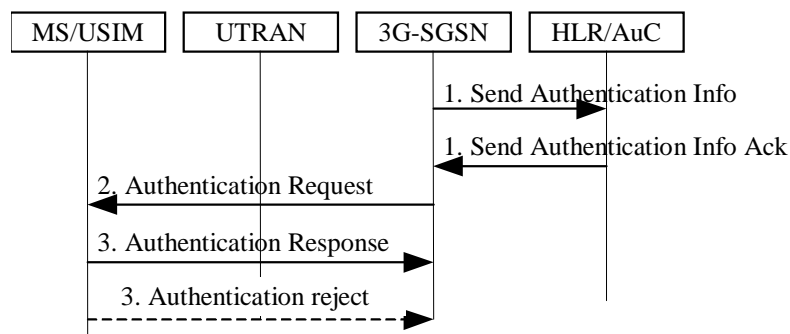 MS/USIM UTRAN 3G-SGSN HLR/AuC
1. Send Authentication Info
1. Send Authentication Info Ack
2. Authentication Request
3. Authentication Response
3. Authentication reject